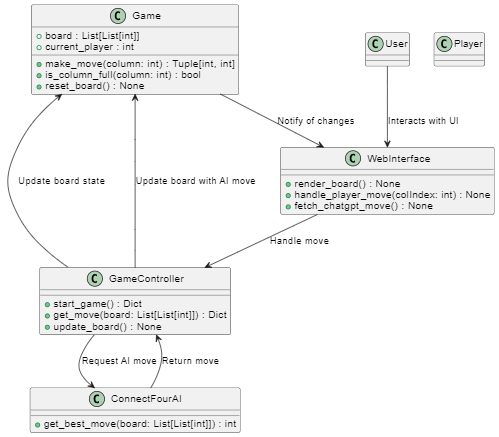 C Game
board : List[List[int]]
current_player : int
make_move(column: int) : Tuple[int, int]
is_column_full(column: int) : bool
reset_board() : None
C User
C Player
Notify of changes
Interacts with UI
C WebInterface
render_board() : None
handle_player_move(colIndex: int) : None
fetch_chatgpt_move() : None
Update board state
Update board with AI move
Handle move
C GameController
start_game() : Dict
get_move(board: List[List[int]]) : Dict
update_board() : None
Request AI move
Return move
C ConnectFourAI
get_best_move(board: List[List[int]]) : int